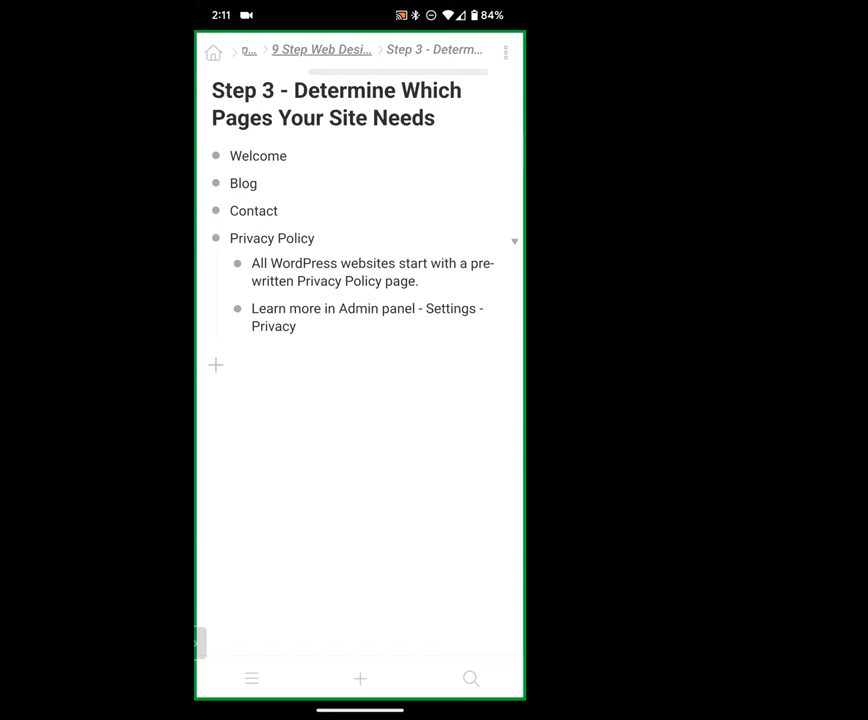 2:11 84%
p... 9 Step Web Desi... Step 3 - Determ...
Step 3 - Determine Which
Pages Your Site Needs
Welcome
Blog
Contact
Privacy Policy
All WordPress websites start with a pre-
written Privacy Policy page.
Learn more in Admin panel - Settings -
Privacy